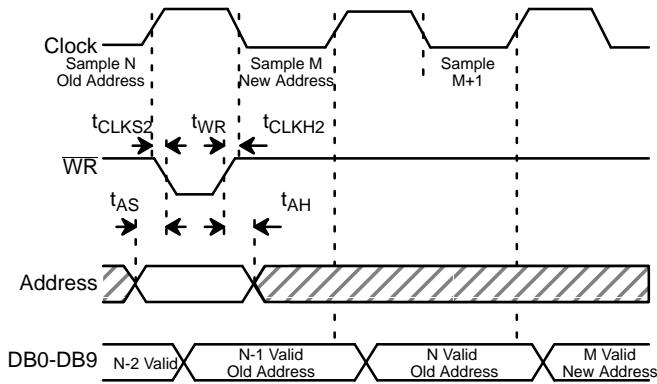 Clock
Sample N
Old Address
Sample M
New Address
Sample
M+1
tCLKS2
tWR
tCLKH2
WR
tAS
tAH
Address
DB0-DB9
N-2 Valid
N-1 Valid
Old Address
N Valid
Old Address
M Valid
New Address